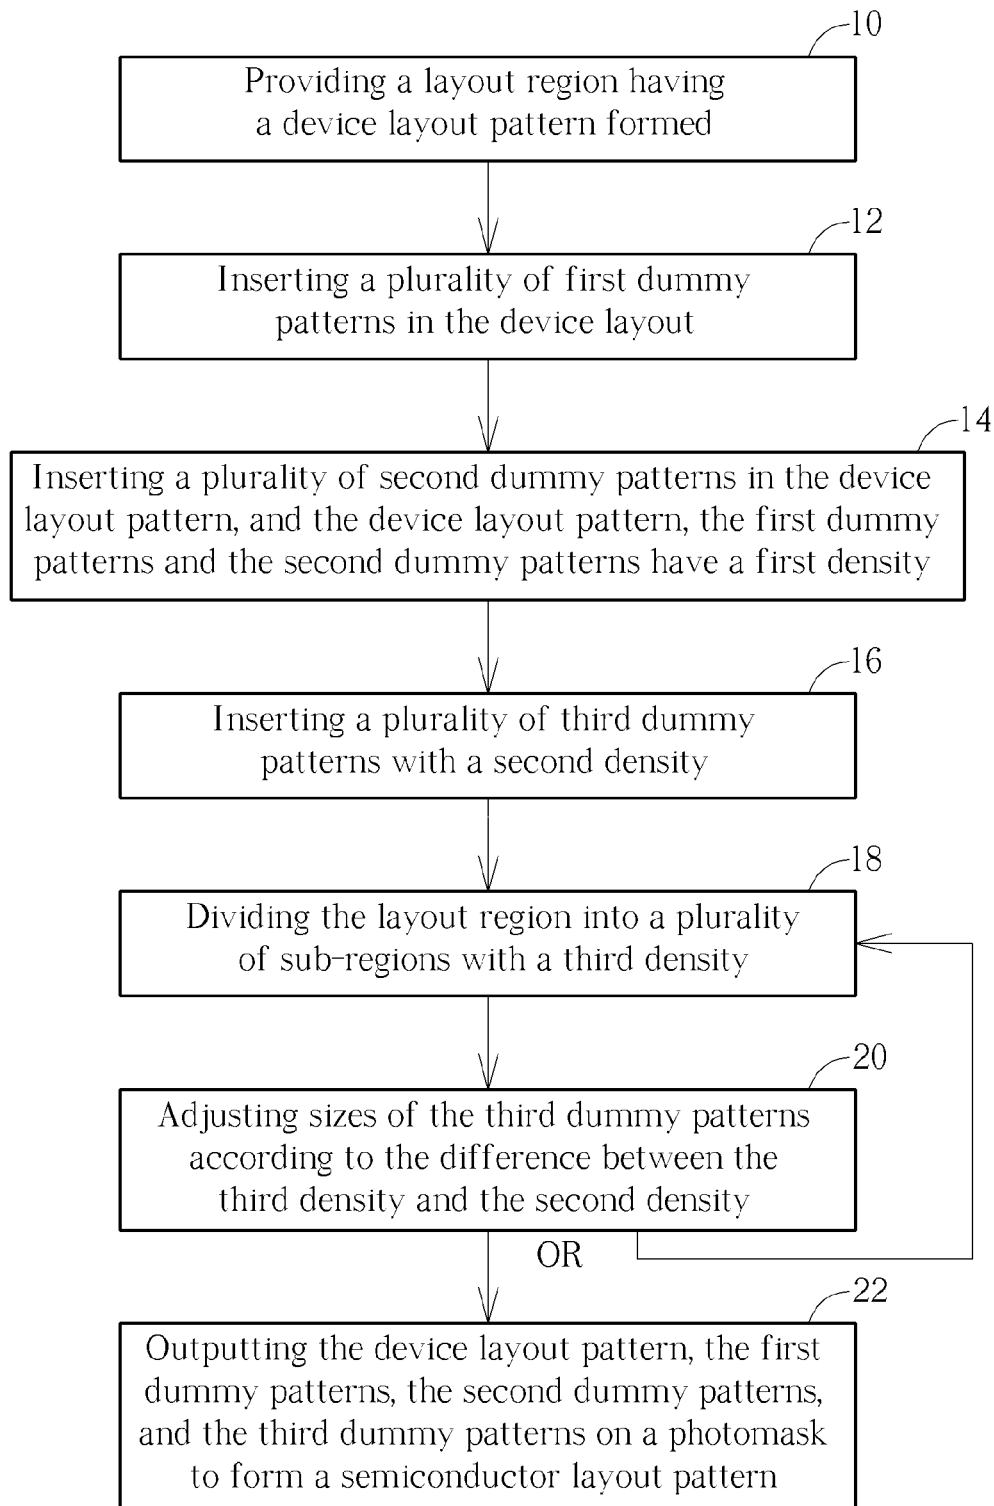 10
Providing a layout region having
a device layout pattern formed
12
Inserting a plurality of first dummy
patterns in the device layout
14
Inserting a plurality of second dummy patterns in the device
layout pattern, and the device layout pattern, the first dummy
patterns and the second dummy patterns have a first density
16
Inserting a plurality of third dummy
patterns with a second density
18
Dividing the layout region into a plurality
of sub-regions with a third density
20
Adjusting sizes of the third dummy patterns
according to the difference between the
third density and the second density
OR
22
Outputting the device layout pattern, the first
dummy patterns, the second dummy patterns,
and the third dummy patterns on a photomask
to form a semiconductor layout pattern